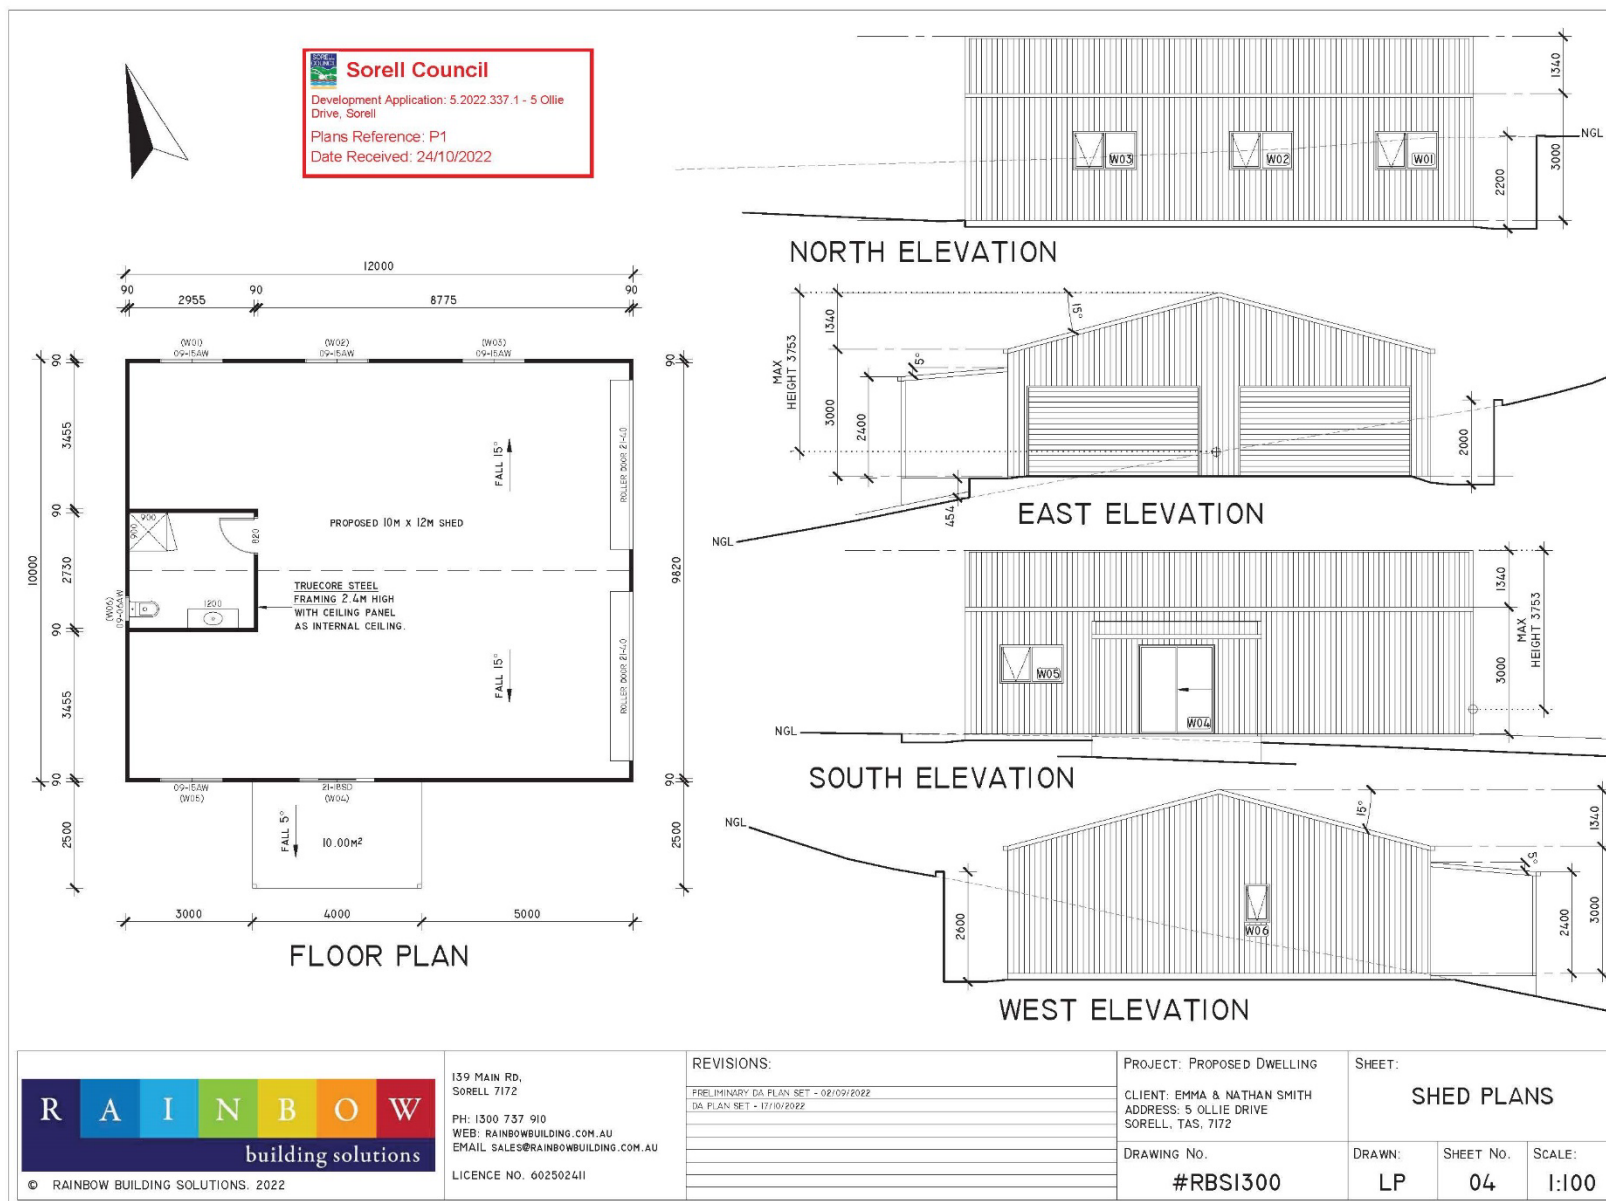 SORELL COUNCIL
Sorell Council
Development Application: 5.2022.337.1 - 5 Ollie
Drive, Sorell
Plans Reference: P1
Date Received: 24/10/2022
12000
90
2955
90
8775
90
(W01)
09-15AW
(W02)
09-15AW
(W03)
09-15AW
90
3455
90
2730
90
3455
90
2500
10000
90
9820
90
2500
FALL 15°
ROLLER DOOR 21-40
PROPOSED 10M X 12M SHED
900
900
820
1200
(W06)
09-06AW
TRUECORE STEEL
FRAMING 2.4M HIGH
WITH CEILING PANEL
AS INTERNAL CEILING.
FALL 15°
ROLLER DOOR 21-40
09-15AW
(W05)
21-18SD
(W04)
FALL 5°
10.00M²
3000
4000
5000
FLOOR PLAN
1340
3000
2200
NGL
W03
W02
W01
NORTH ELEVATION
MAX
HEIGHT 3753
1340
3000
2400
15°
5°
2000
454
NGL
EAST ELEVATION
1340
3000
MAX
HEIGHT 3753
W05
W04
NGL
SOUTH ELEVATION
NGL
15°
5°
1340
3000
2400
2600
W06
WEST ELEVATION
RAINBOW
building solutions
© RAINBOW BUILDING SOLUTIONS. 2022
139 MAIN RD,
SORELL 7172
PH: 1300 737 910
WEB: RAINBOWBUILDING.COM.AU
EMAIL SALES@RAINBOWBUILDING.COM.AU
LICENCE NO. 602502411
REVISIONS:
PRELIMINARY DA PLAN SET - 02/09/2022
DA PLAN SET - 17/10/2022
PROJECT: PROPOSED DWELLING
CLIENT: EMMA & NATHAN SMITH
ADDRESS: 5 OLLIE DRIVE
SORELL, TAS, 7172
SHEET:
SHED PLANS
DRAWING NO.
#RBS1300
DRAWN:
LP
SHEET NO.
04
SCALE:
1:100